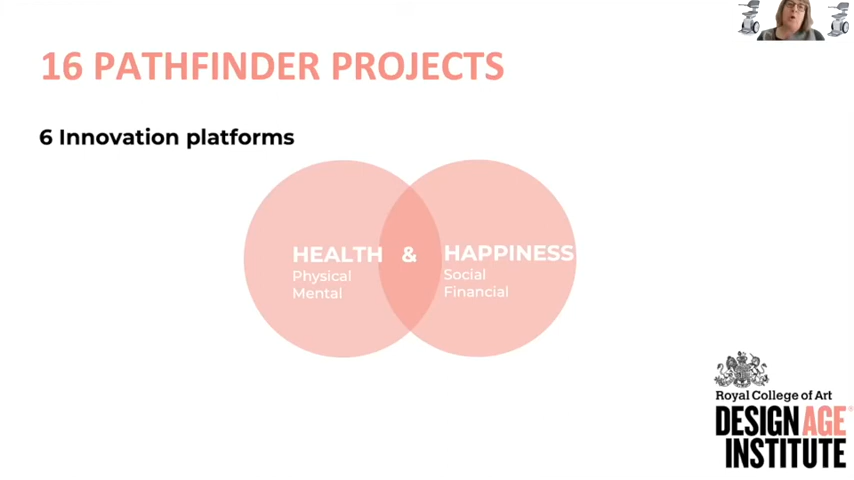 16 PATHFINDER PROJECTS
6 Innovation platforms
HEALTH & HAPPINESS
Physical
Mental
Social
Financial
Royal College of Art
DESIGN AGE
INSTITUTE